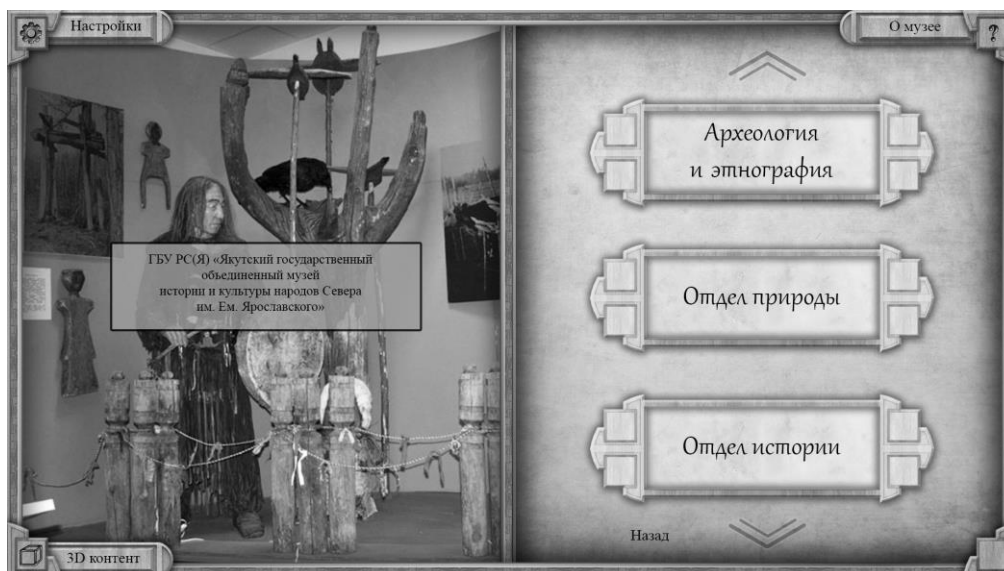 Настройки
О музее
?
Археология
и этнография
ГБУ РС(Я) «Якутский государственный
объединенный музей
истории и культуры народов Севера
им. Ем. Ярославского»
Отдел природы
Отдел истории
Назад
3D контент